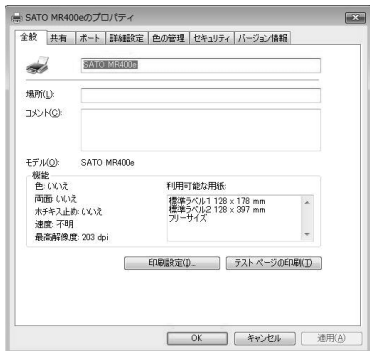 SATO MR400eのプロパティ
全般 共有 ポート 詳細設定 色の管理 セキュリティ バージョン情報
SATO MR400e
場所(L):
コメント(C):
モデル(O): SATO MR400e
機能
色: いいえ 利用可能な用紙:
両面: いいえ 標準ラベル1 128 x 178 mm
ホチキス止め: いいえ 標準ラベル2 128 x 397 mm
速度: 不明 フリーサイズ
最高解像度: 203 dpi
印刷設定(I)... テスト ページの印刷(T)
OK キャンセル 適用(A)